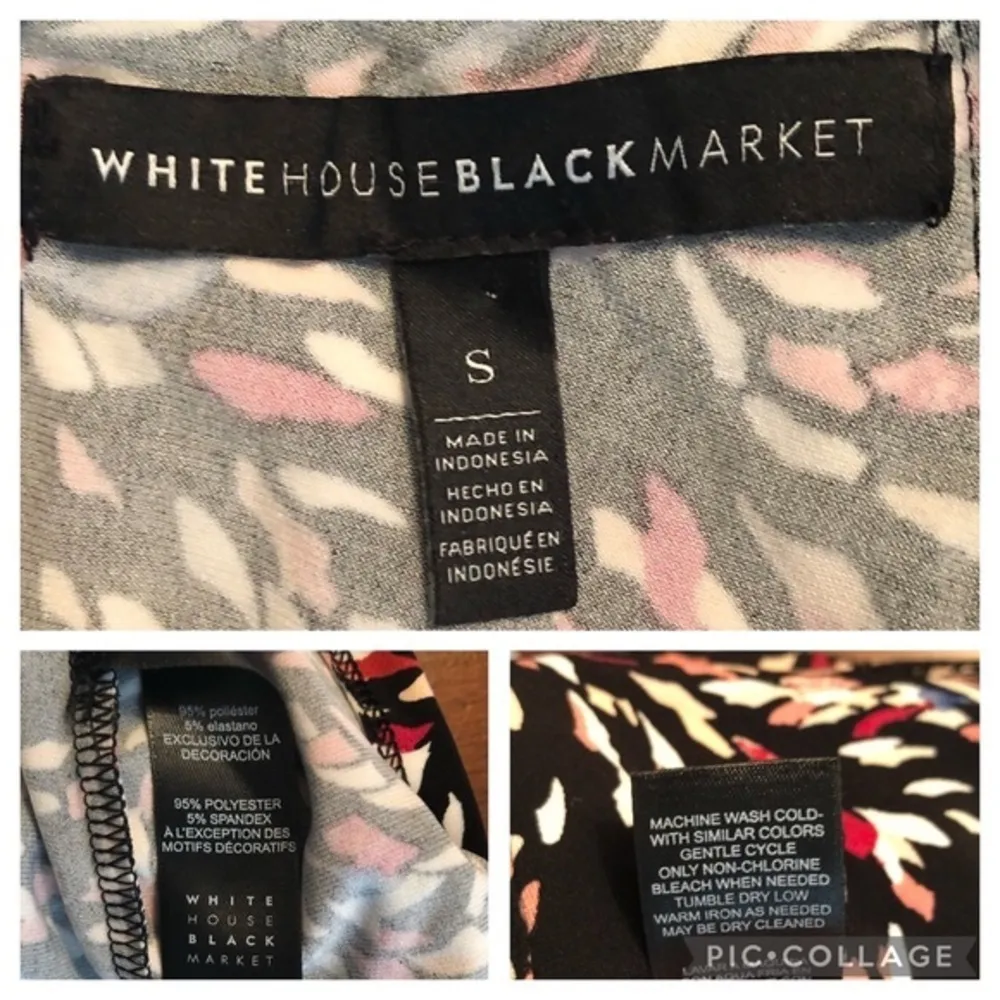 WHITE HOUSE BLACK MARKET
S
MADE IN
INDONESIA
HECHO EN
INDONESIA
FABRIQUÉ EN
INDONÉSIE
95% poliéster
5% elastano
EXCLUSIVO DE LA
DECORACIÓN
95% POLYESTER
5% SPANDEX
À L'EXCEPTION DES
MOTIFS DÉCORATIFS
WHITE
HOUSE
BLACK
MARKET
MACHINE WASH COLD-
WITH SIMILAR COLORS
GENTLE CYCLE
ONLY NON-CHLORINE
BLEACH WHEN NEEDED
TUMBLE DRY LOW
WARM IRON AS NEEDED
MAY BE DRY CLEANED
PIC•COLLAGE